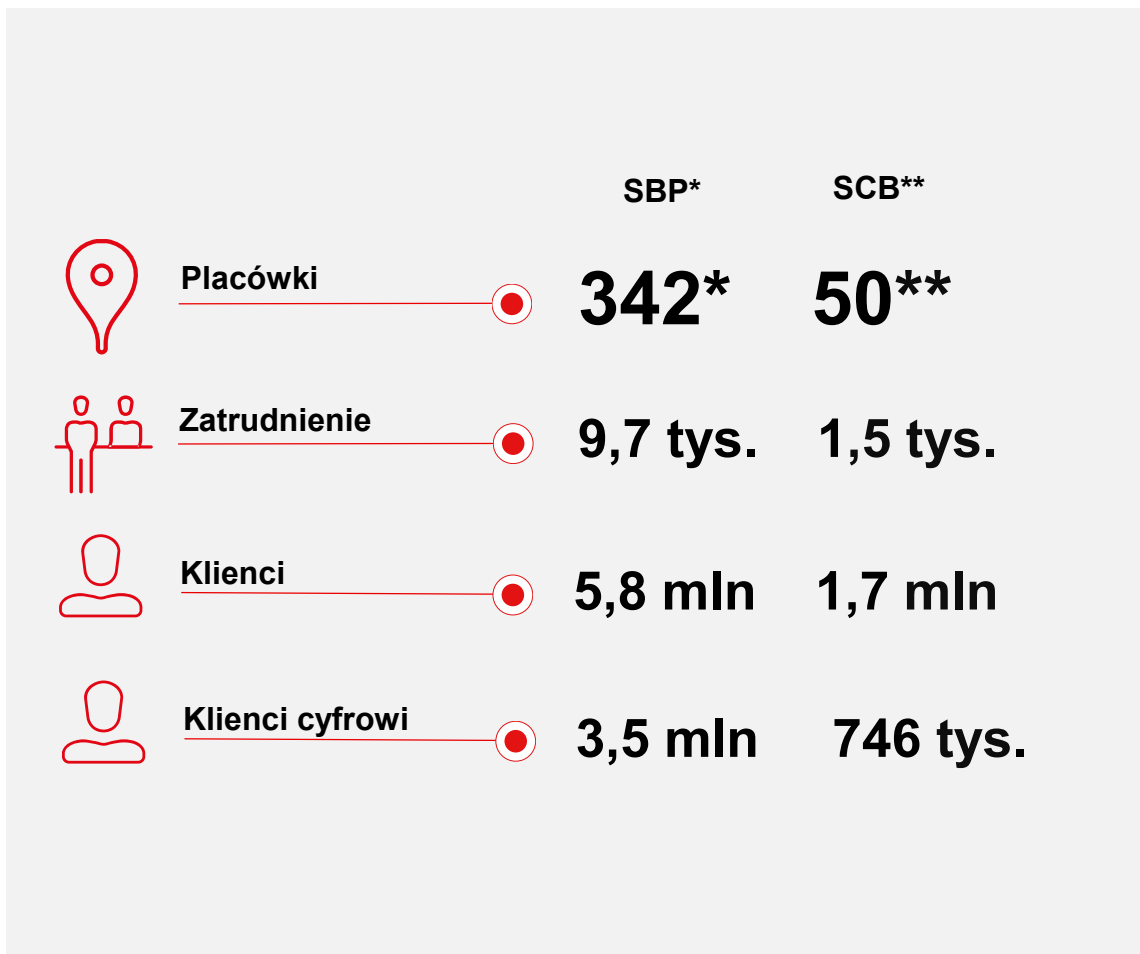 SBP* SCB**
Placówki 342* 50**
Zatrudnienie 9,7 tys. 1,5 tys.
Klienci 5,8 mln 1,7 mln
Klienci cyfrowi 3,5 mln 746 tys.